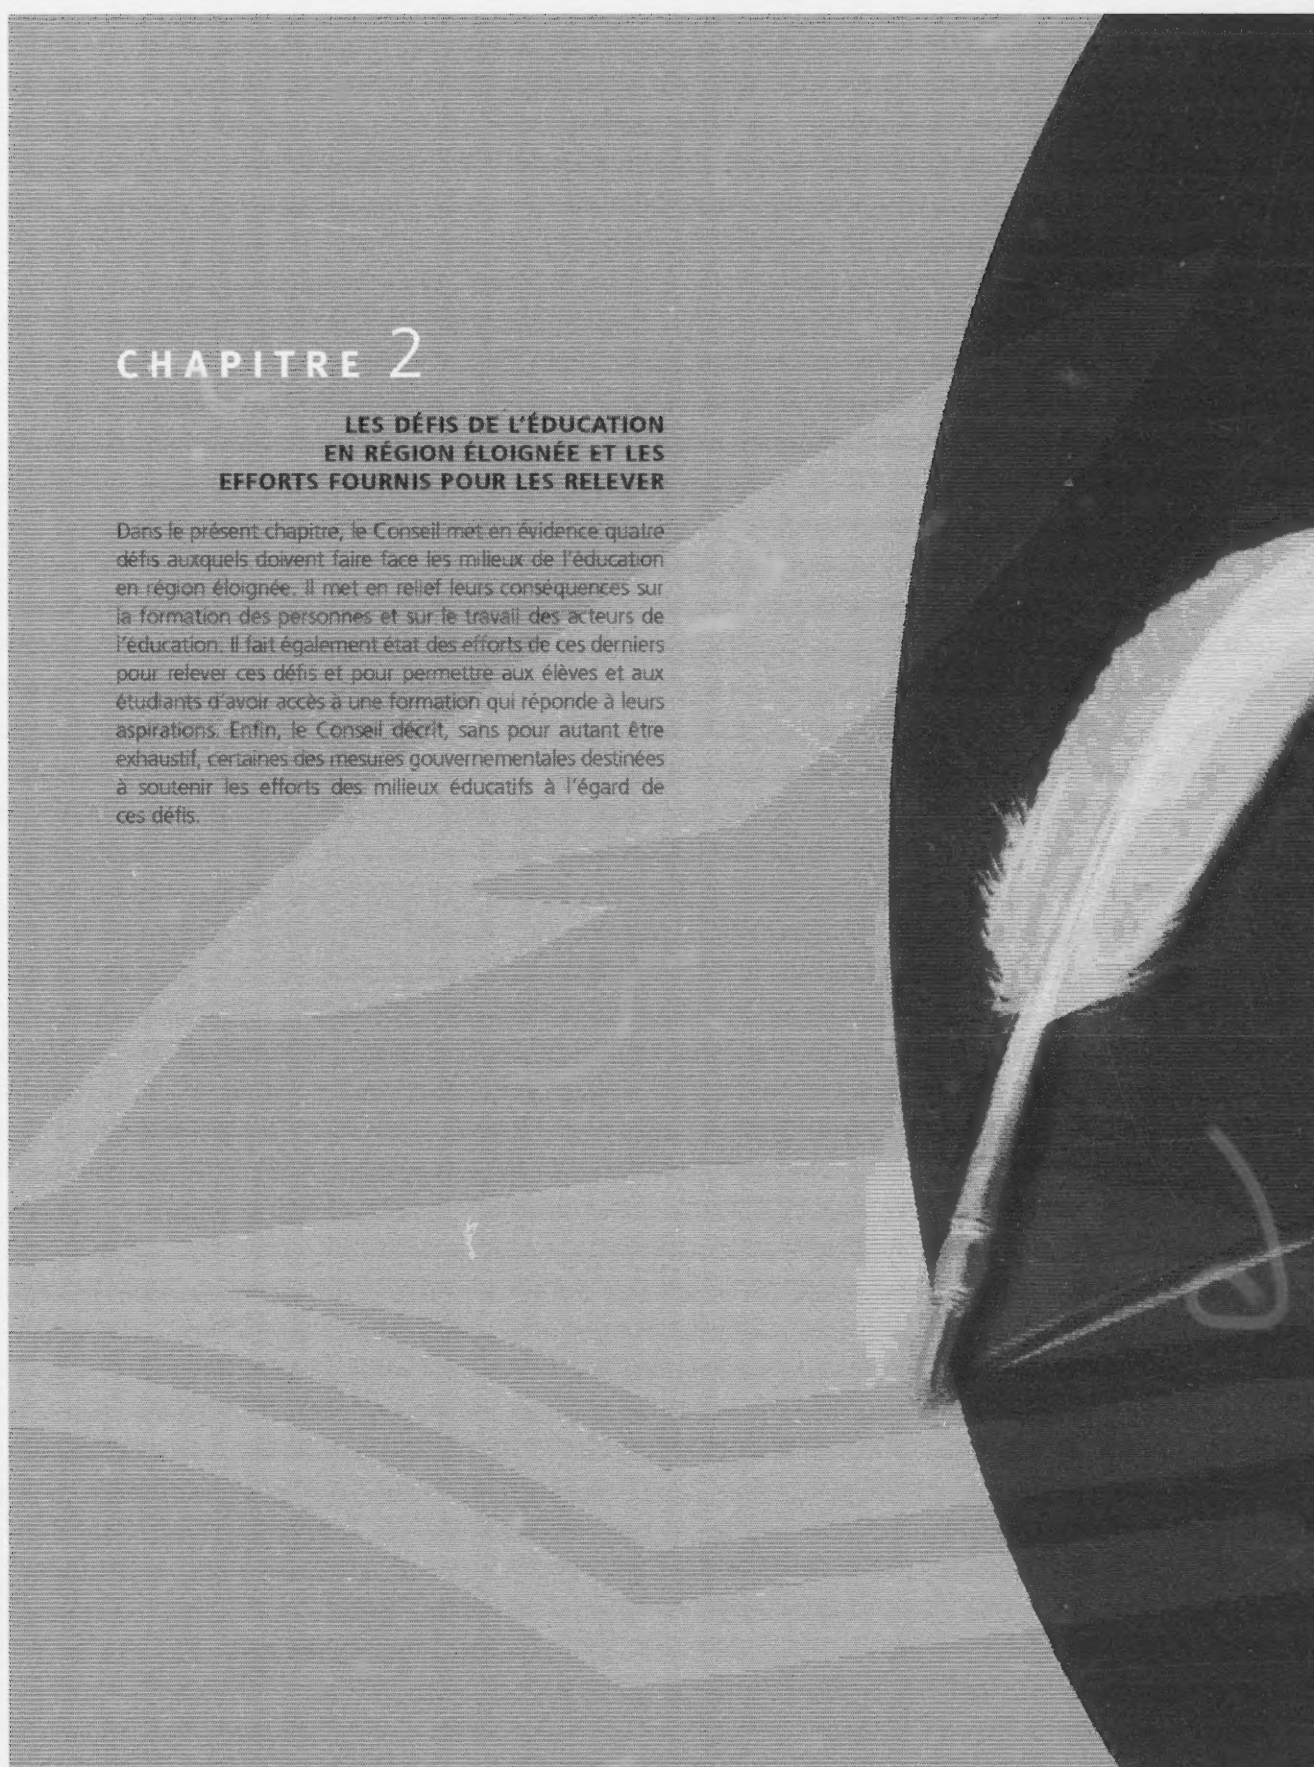 CHAPITRE 2
LES DÉFIS DE L'ÉDUCATION
EN RÉGION ÉLOIGNÉE ET LES
EFFORTS FOURNIS POUR LES RELEVER
Dans le présent chapitre, le Conseil met en évidence quatre
défis auxquels doivent faire face les milieux de l'éducation
en région éloignée. Il met en relief leurs conséquences sur
la formation des personnes et sur le travail des acteurs de
l'éducation. Il fait également état des efforts de ces derniers
pour relever ces défis et pour permettre aux élèves et aux
étudiants d'avoir accès à une formation qui réponde à leurs
aspirations. Enfin, le Conseil décrit, sans pour autant être
exhaustif, certaines des mesures gouvernementales destinées
à soutenir les efforts des milieux éducatifs à l'égard de
ces défis.